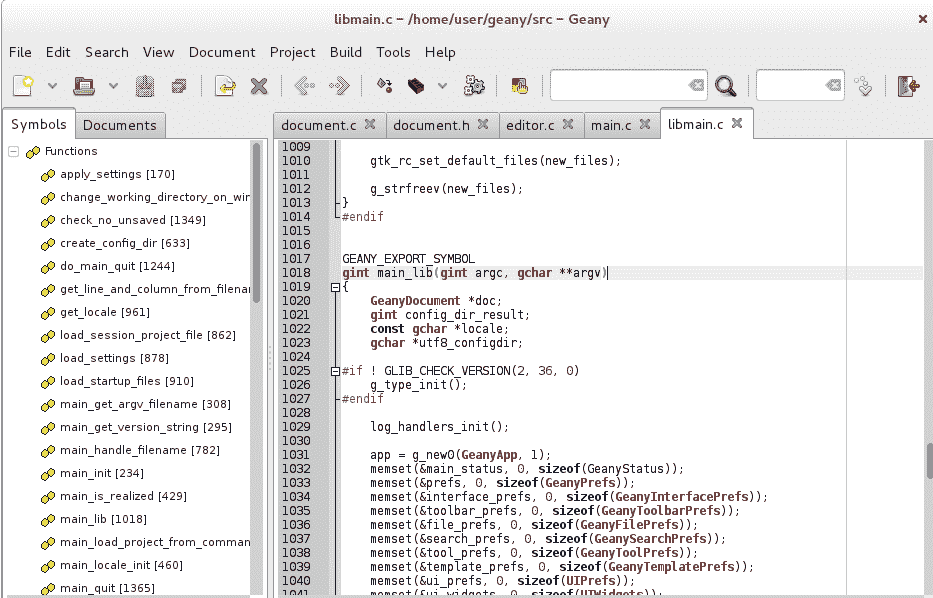 libmain.c – /home/user/geany/src – Geany
File Edit Search View Document Project Build Tools Help
Symbols Documents
document.c document.h editor.c main.c libmain.c
Functions
apply_settings [170]
change_working_directory_on_win
check_no_unsaved [1349]
create_config_dir [633]
do_main_quit [1244]
get_line_and_column_from_filenam
get_locale [961]
load_session_project_file [862]
load_settings [878]
load_startup_files [910]
main_get_argv_filename [308]
main_get_version_string [295]
main_handle_filename [782]
main_init [234]
main_is_realized [429]
main_lib [1018]
main_load_project_from_comman
main_locale_init [460]
main_quit [1365]
1009
1010 gtk_rc_set_default_files(new_files);
1011
1012 g_strfreev(new_files);
1013 }
1014 #endif
1015
1016
1017 GEANY_EXPORT_SYMBOL
1018 gint main_lib(gint argc, gchar **argv)
1019 {
1020 GeanyDocument *doc;
1021 gint config_dir_result;
1022 const gchar *locale;
1023 gchar *utf8_configdir;
1024
1025 #if ! GLIB_CHECK_VERSION(2, 36, 0)
1026 g_type_init();
1027 #endif
1028
1029 log_handlers_init();
1030
1031 app = g_new0(GeanyApp, 1);
1032 memset(&main_status, 0, sizeof(GeanyStatus));
1033 memset(&prefs, 0, sizeof(GeanyPrefs));
1034 memset(&interface_prefs, 0, sizeof(GeanyInterfacePrefs));
1035 memset(&toolbar_prefs, 0, sizeof(GeanyToolbarPrefs));
1036 memset(&file_prefs, 0, sizeof(GeanyFilePrefs));
1037 memset(&search_prefs, 0, sizeof(GeanySearchPrefs));
1038 memset(&tool_prefs, 0, sizeof(GeanyToolPrefs));
1039 memset(&template_prefs, 0, sizeof(GeanyTemplatePrefs));
1040 memset(&ui_prefs, 0, sizeof(UIPrefs));
1041 memset(&ui_widgets, 0, sizeof(UIWidgets));